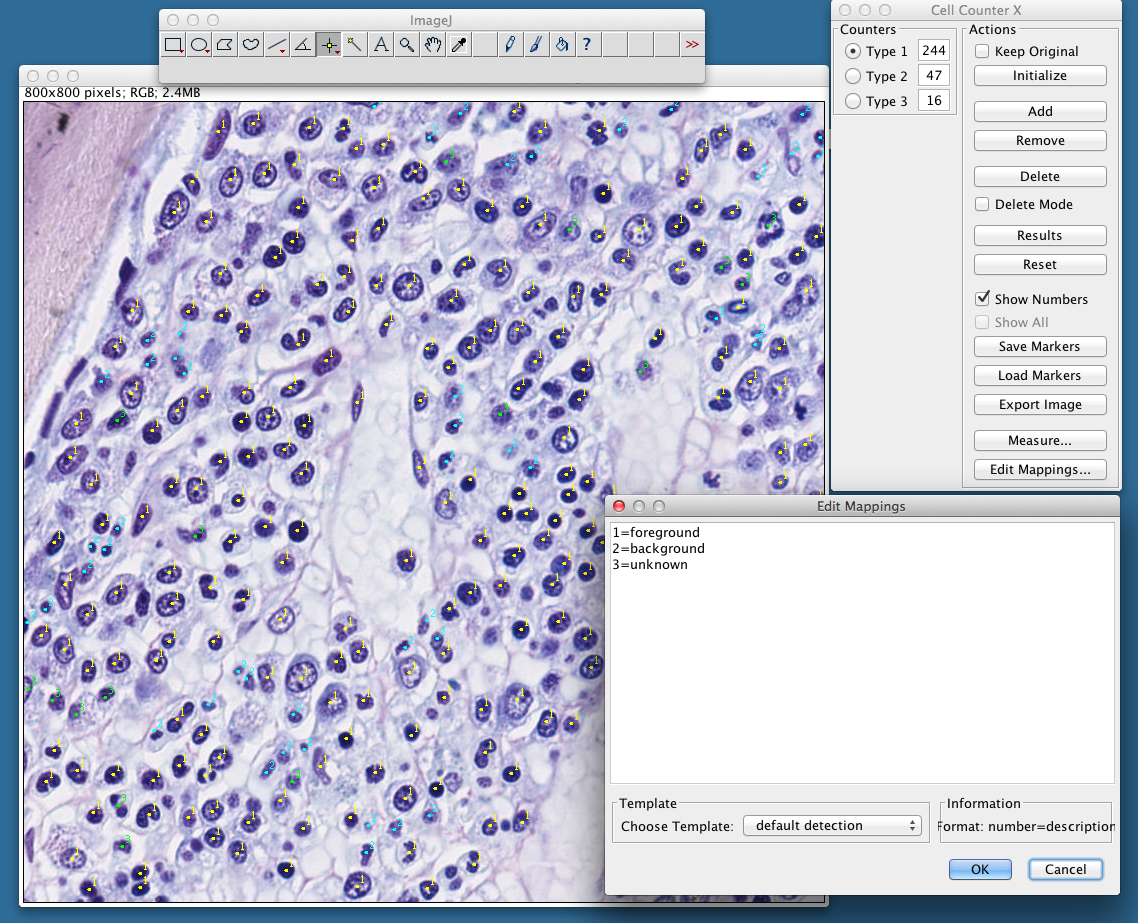 ImageJ
800x800 pixels; RGB; 2.4MB
Cell Counter X
Counters
Type 1 244
Type 2 47
Type 3 16
Actions
Keep Original
Initialize
Add
Remove
Delete
Delete Mode
Results
Reset
Show Numbers
Show All
Save Markers
Load Markers
Export Image
Measure...
Edit Mappings...
Edit Mappings
1=foreground
2=background
3=unknown
Template
Choose Template: default detection
Information
Format: number=description
OK
Cancel